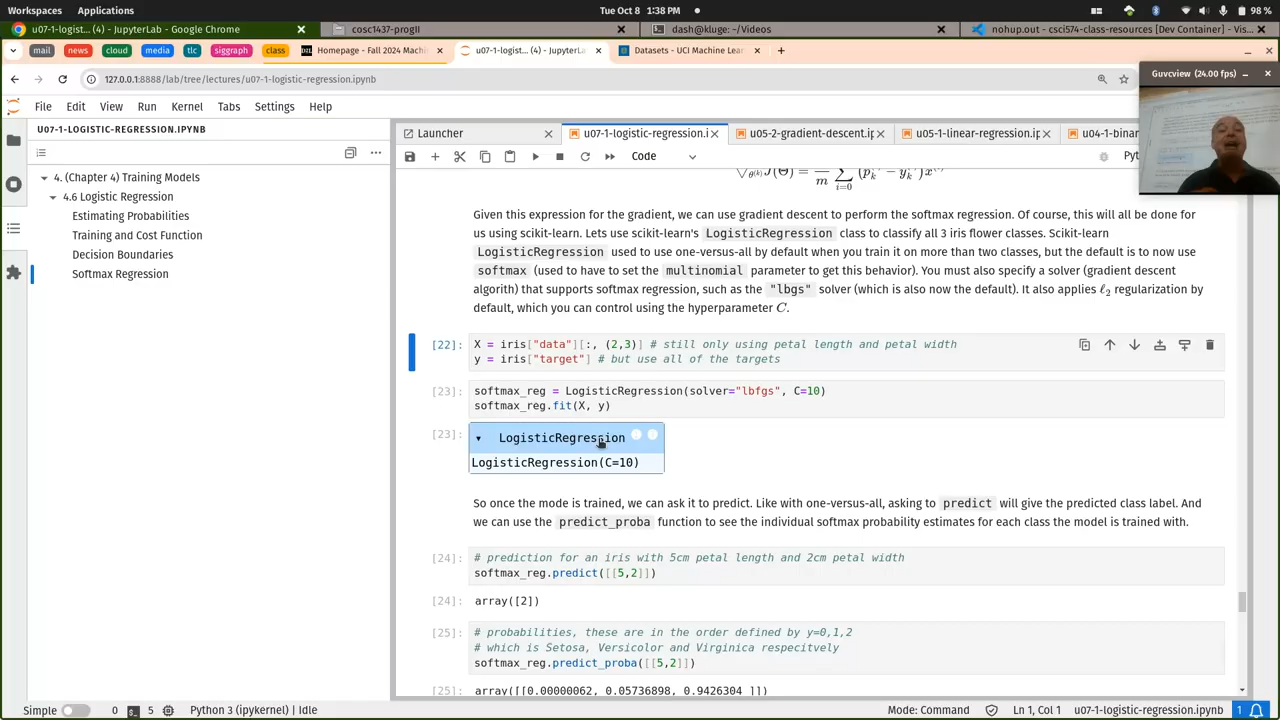 Workspaces Applications Tue Oct 8 1:38 PM 98 %
u07-1-logist... (4) - JupyterLab - Google Chrome cosc1437-progII dash@kluge: ~/Videos nohup.out - csci574-class-resources [Dev Container] - Vis...
mail news cloud media tlc siggraph class Homepage - Fall 2024 Machi u07-1-logist... (4) - JupyterLa Datasets - UCI Machine Lear
127.0.0.1:8888/lab/tree/lectures/u07-1-logistic-regression.ipynb
Guvcview (24.00 fps)
File Edit View Run Kernel Tabs Settings Help
U07-1-LOGISTIC-REGRESSION.IPYNB
Launcher u07-1-logistic-regression.i u05-2-gradient-descent.ip u05-1-linear-regression.ip u04-1-binar
Code Pyt
4. (Chapter 4) Training Models
4.6 Logistic Regression
Estimating Probabilities
Training and Cost Function
Decision Boundaries
Softmax Regression
Given this expression for the gradient, we can use gradient descent to perform the softmax regression. Of course, this will all be done for
us using scikit-learn. Lets use scikit-learn's LogisticRegression class to classify all 3 iris flower classes. Scikit-learn
LogisticRegression used to use one-versus-all by default when you train it on more than two classes, but the default is to now use
softmax (used to have to set the multinomial parameter to get this behavior). You must also specify a solver (gradient descent
algorith) that supports softmax regression, such as the "lbgs" solver (which is also now the default). It also applies ℓ2 regularization by
default, which you can control using the hyperparameter C.
[22]: X = iris["data"][:, (2,3)] # still only using petal length and petal width
y = iris["target"] # but use all of the targets
[23]: softmax_reg = LogisticRegression(solver="lbfgs", C=10)
softmax_reg.fit(X, y)
[23]: LogisticRegression
LogisticRegression(C=10)
So once the mode is trained, we can ask it to predict. Like with one-versus-all, asking to predict will give the predicted class label. And
we can use the predict_proba function to see the individual softmax probability estimates for each class the model is trained with.
[24]: # prediction for an iris with 5cm petal length and 2cm petal width
softmax_reg.predict([[5,2]])
[24]: array([2])
[25]: # probabilities, these are in the order defined by y=0,1,2
# which is Setosa, Versicolor and Virginica respecitvely
softmax_reg.predict_proba([[5,2]])
[25]: array([[0.00000062, 0.05736898, 0.9426304 ]])
Simple 0 5 Python 3 (ipykernel) | Idle Mode: Command Ln 1, Col 1 u07-1-logistic-regression.ipynb 1